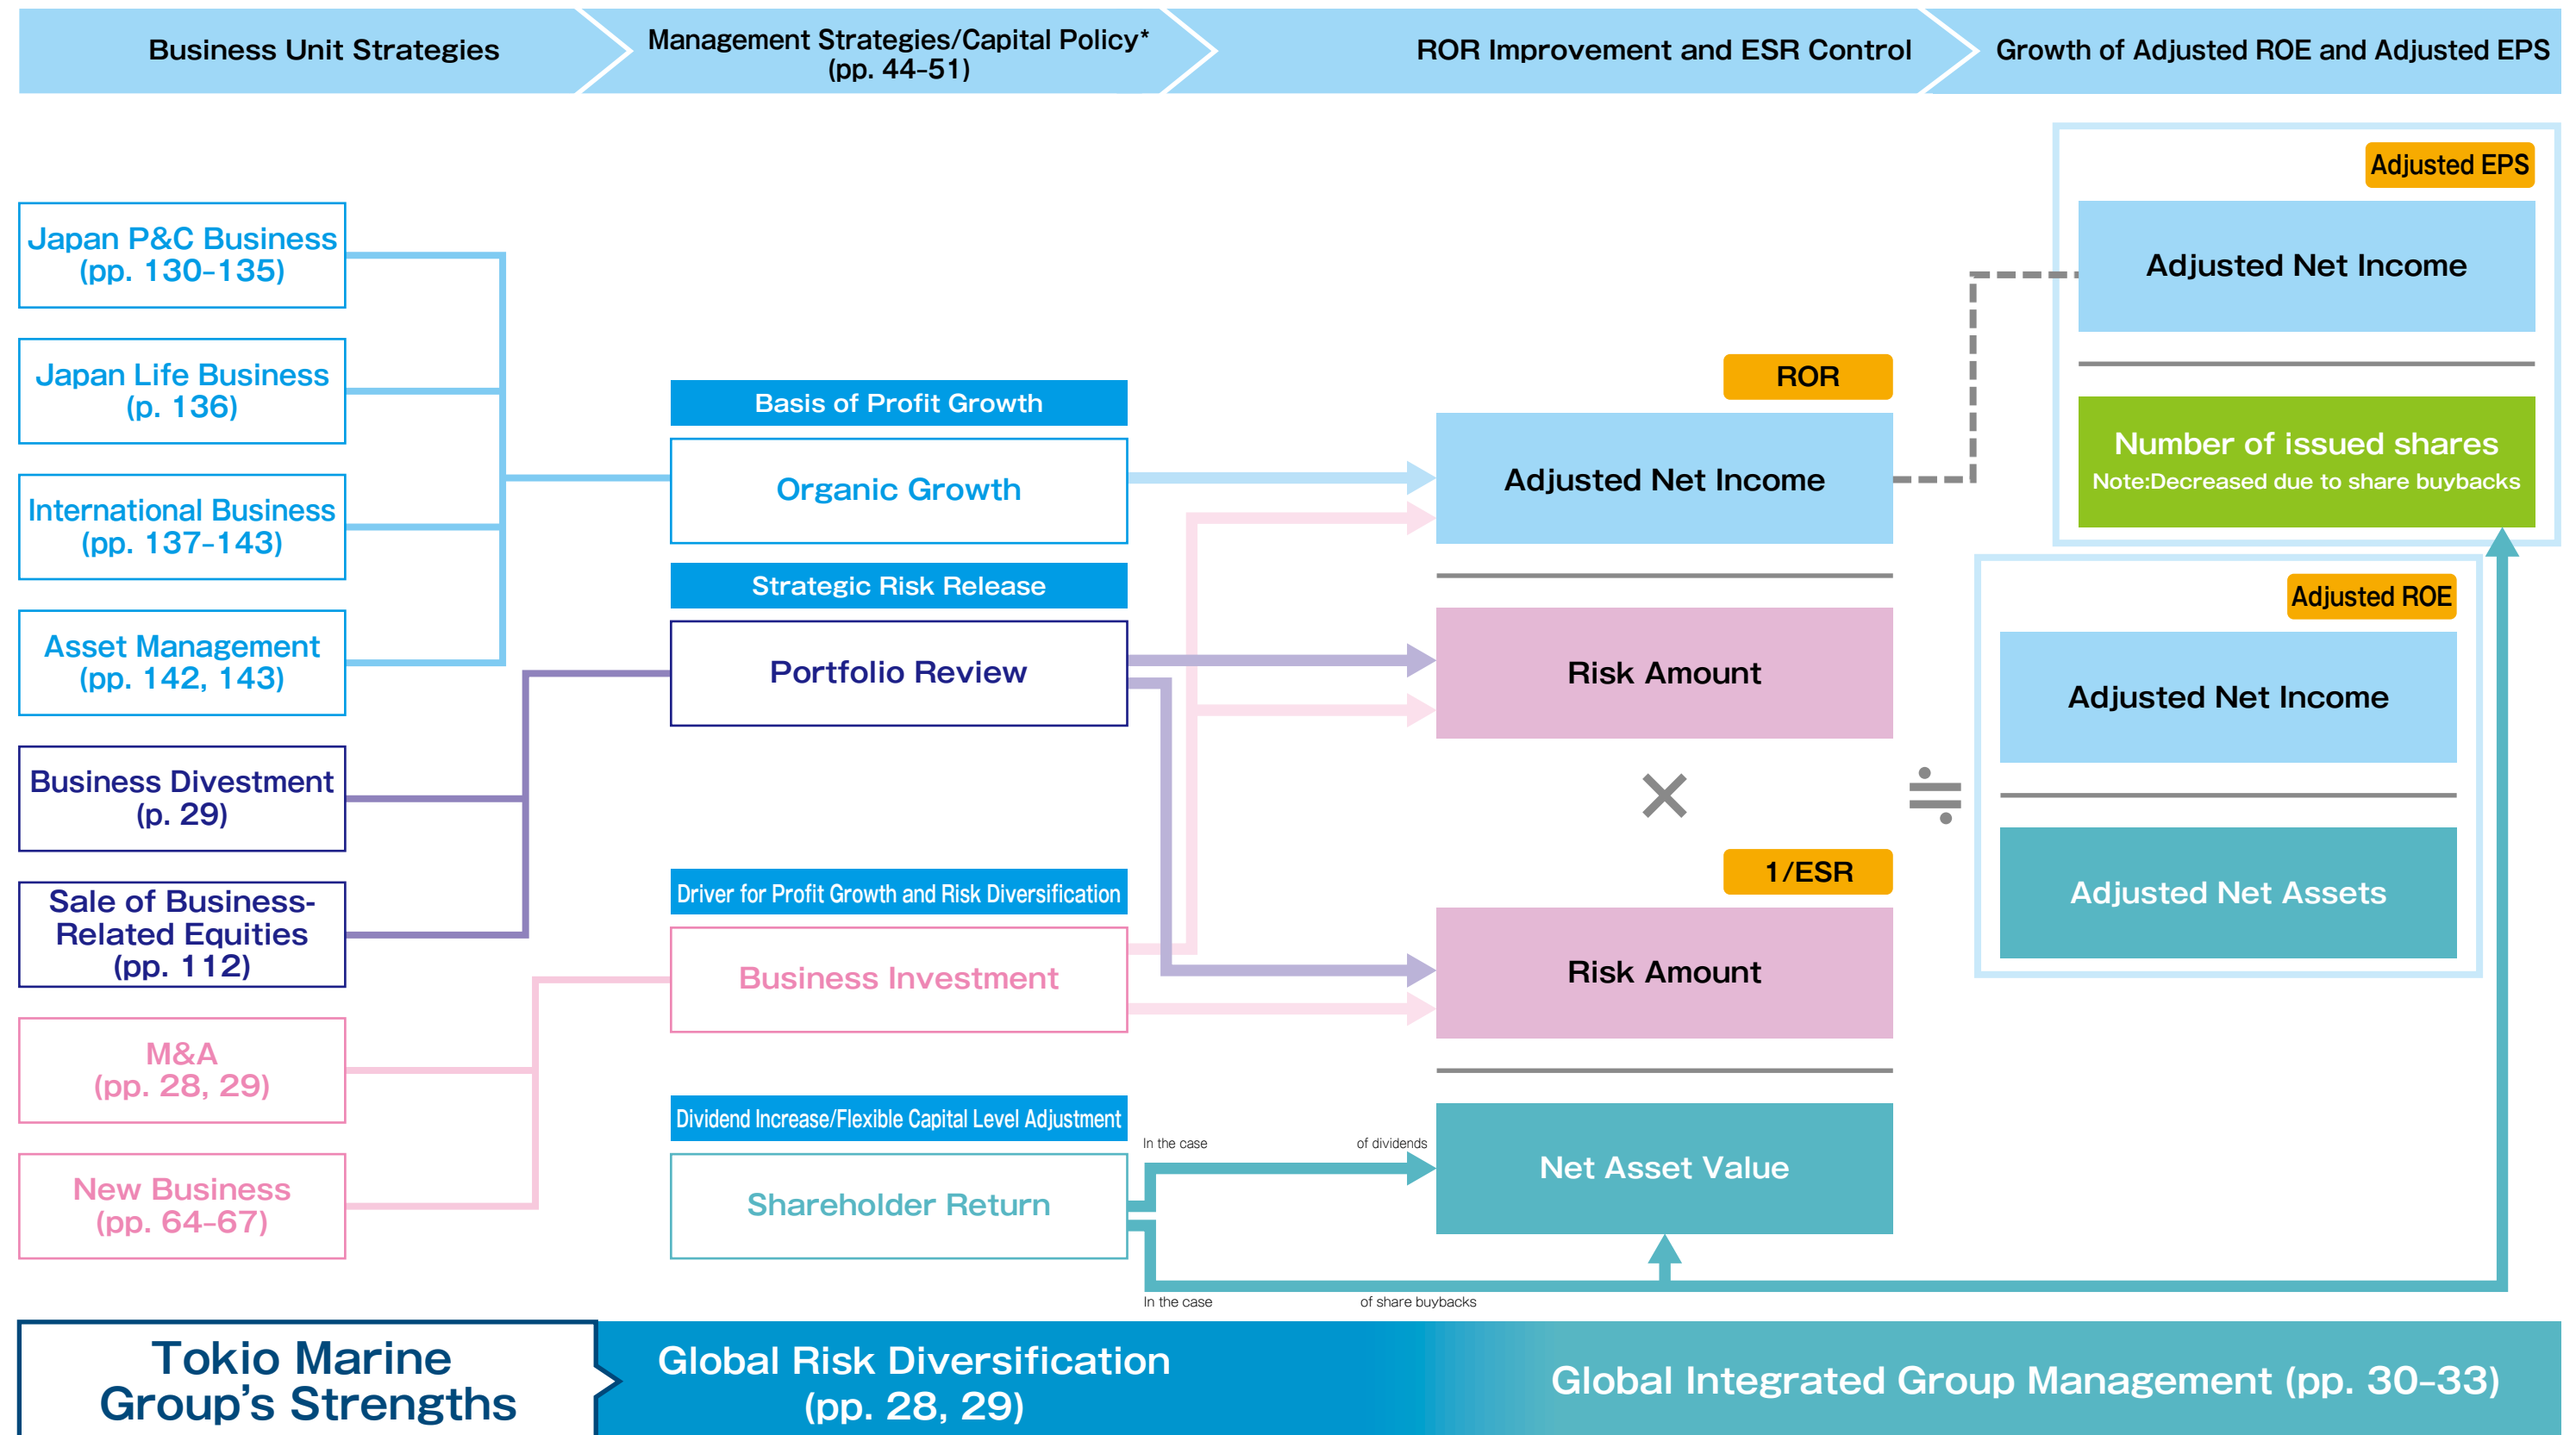 Business Unit Strategies
Management Strategies/Capital Policy*
(pp. 44-51)
ROR Improvement and ESR Control
Growth of Adjusted ROE and Adjusted EPS
Japan P&C Business
(pp. 130-135)
Japan Life Business
(p. 136)
International Business
(pp. 137-143)
Asset Management
(pp. 142, 143)
Business Divestment
(p. 29)
Sale of Business-
Related Equities
(pp. 112)
M&A
(pp. 28, 29)
New Business
(pp. 64-67)
Basis of Profit Growth
Organic Growth
Strategic Risk Release
Portfolio Review
Driver for Profit Growth and Risk Diversification
Business Investment
Dividend Increase/Flexible Capital Level Adjustment
Shareholder Return
In the case of dividends
In the case of share buybacks
ROR
Adjusted Net Income
Risk Amount
×
1/ESR
Risk Amount
Net Asset Value
≒
Adjusted EPS
Adjusted Net Income
Number of issued shares
Note:Decreased due to share buybacks
Adjusted ROE
Adjusted Net Income
Adjusted Net Assets
Tokio Marine
Group's Strengths
Global Risk Diversification
(pp. 28, 29)
Global Integrated Group Management (pp. 30-33)